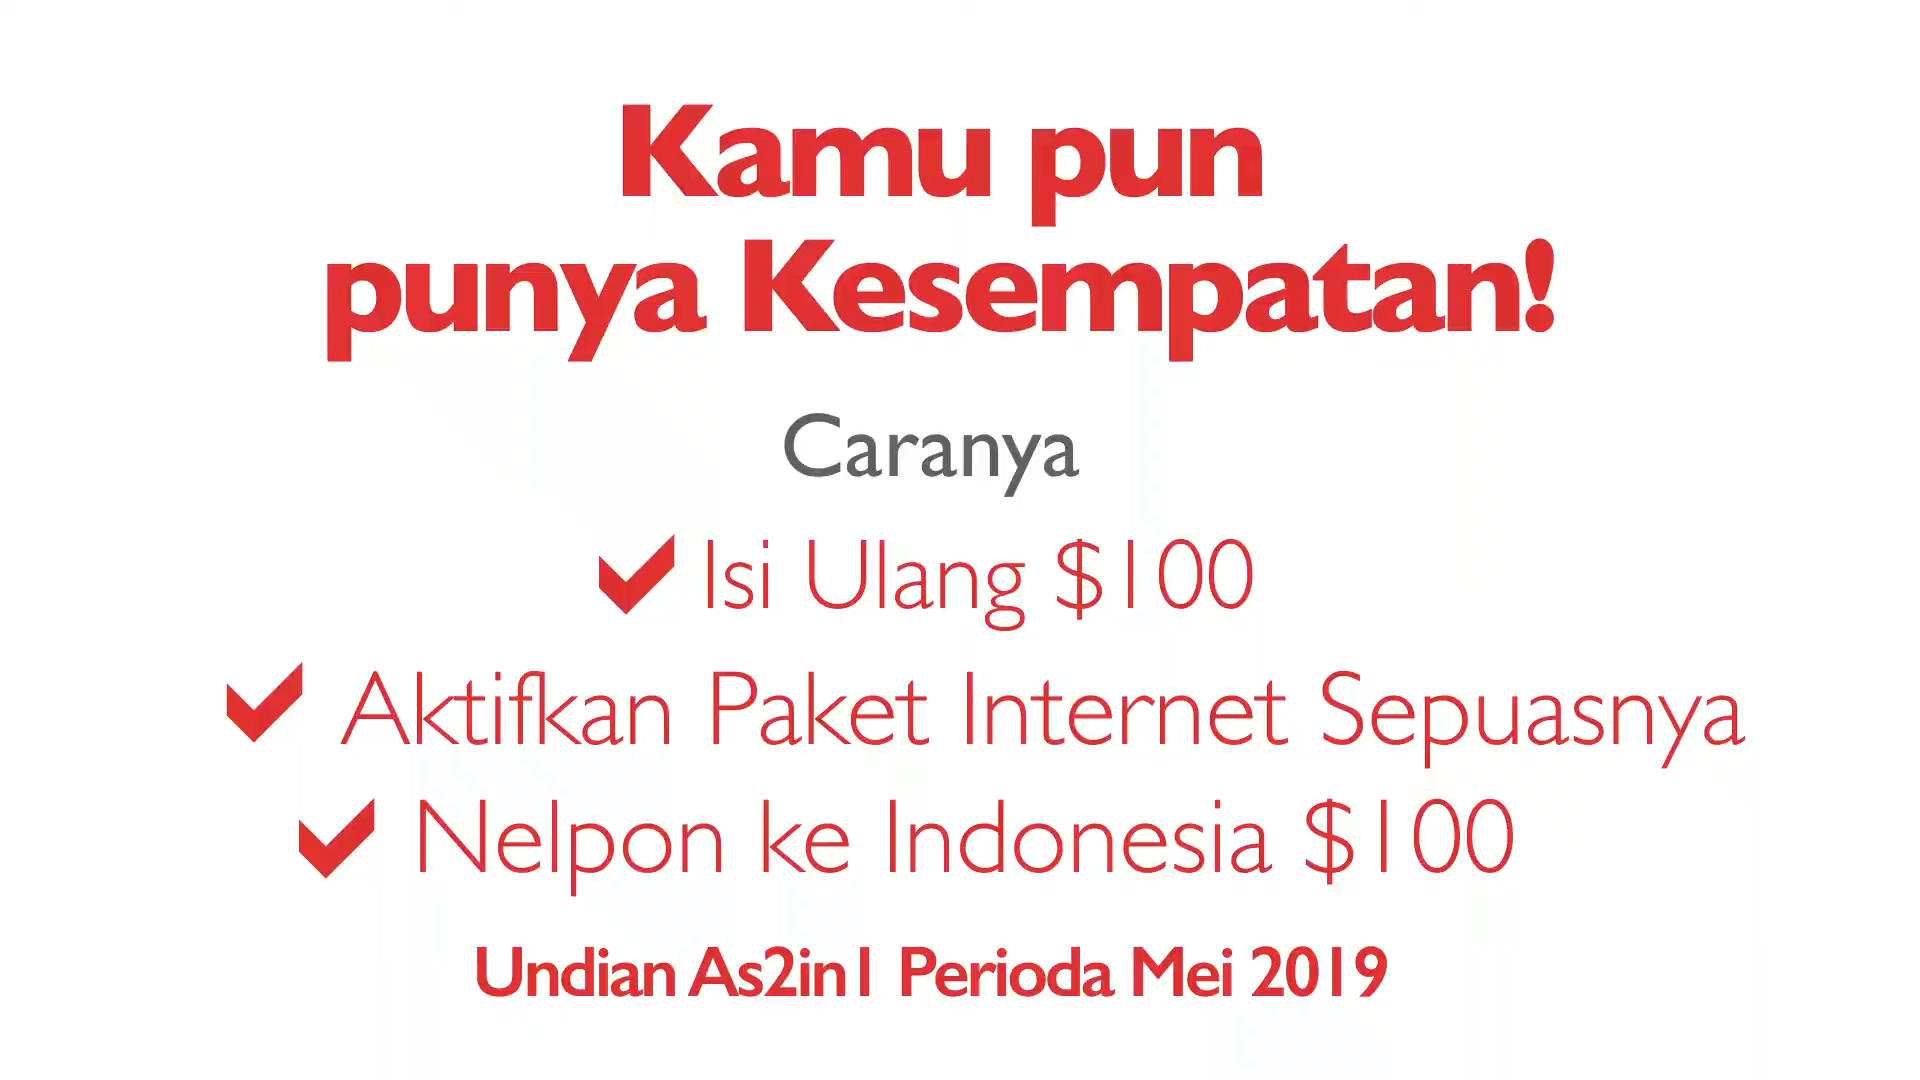 Kamu pun
punya Kesempatan!
Caranya
Isi Ulang $100
Aktifkan Paket Internet Sepuasnya
Nelpon ke Indonesia $100
Undian As2in1 Perioda Mei 2019